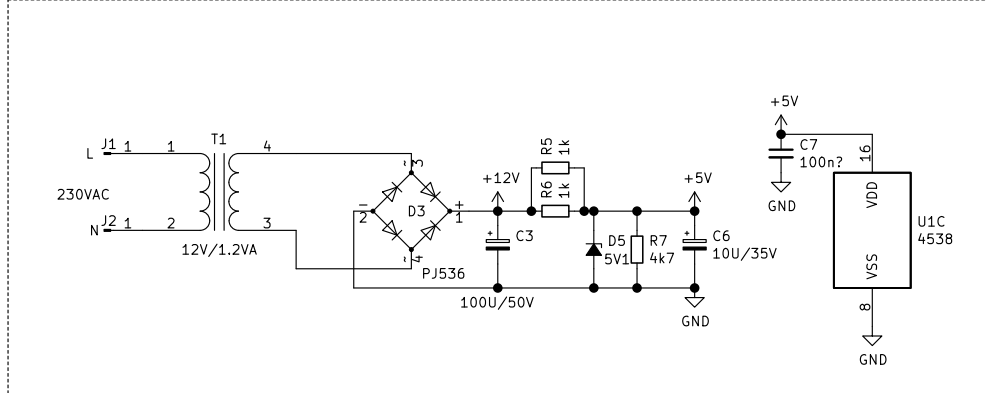 +5V
J1
1
1
T1
4
L
~
3
R5
1k
C7
100n?
16
230VAC
+12V
R6
1k
+5V
GND
VDD
J2
N
1
2
3
-
2
D3
+
1
U1C
4538
12V/1.2VA
~
4
PJ536
+
C3
D5
5V1
R7
4k7
+
C6
10U/35V
VSS
100U/50V
GND
8
GND